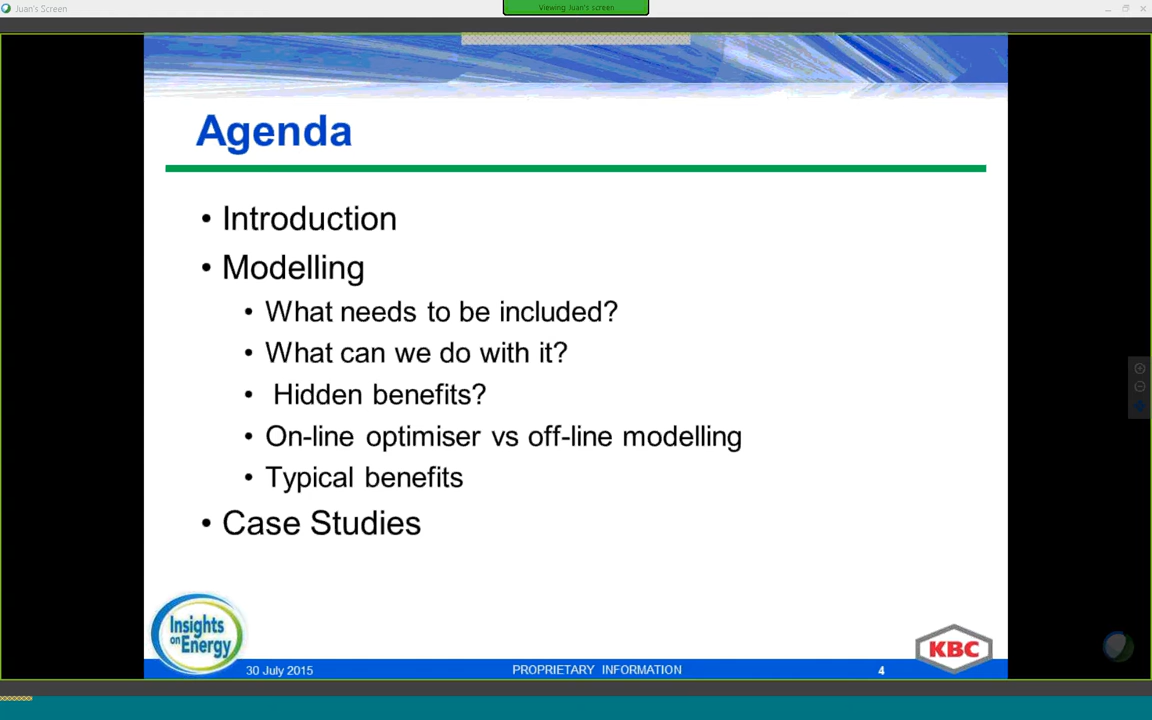 Juan's Screen
Viewing Juan's screen
Agenda
• Introduction
• Modelling
• What needs to be included?
• What can we do with it?
• Hidden benefits?
• On-line optimiser vs off-line modelling
• Typical benefits
• Case Studies
Insights
on Energy
KBC
30 July 2015
PROPRIETARY INFORMATION
4